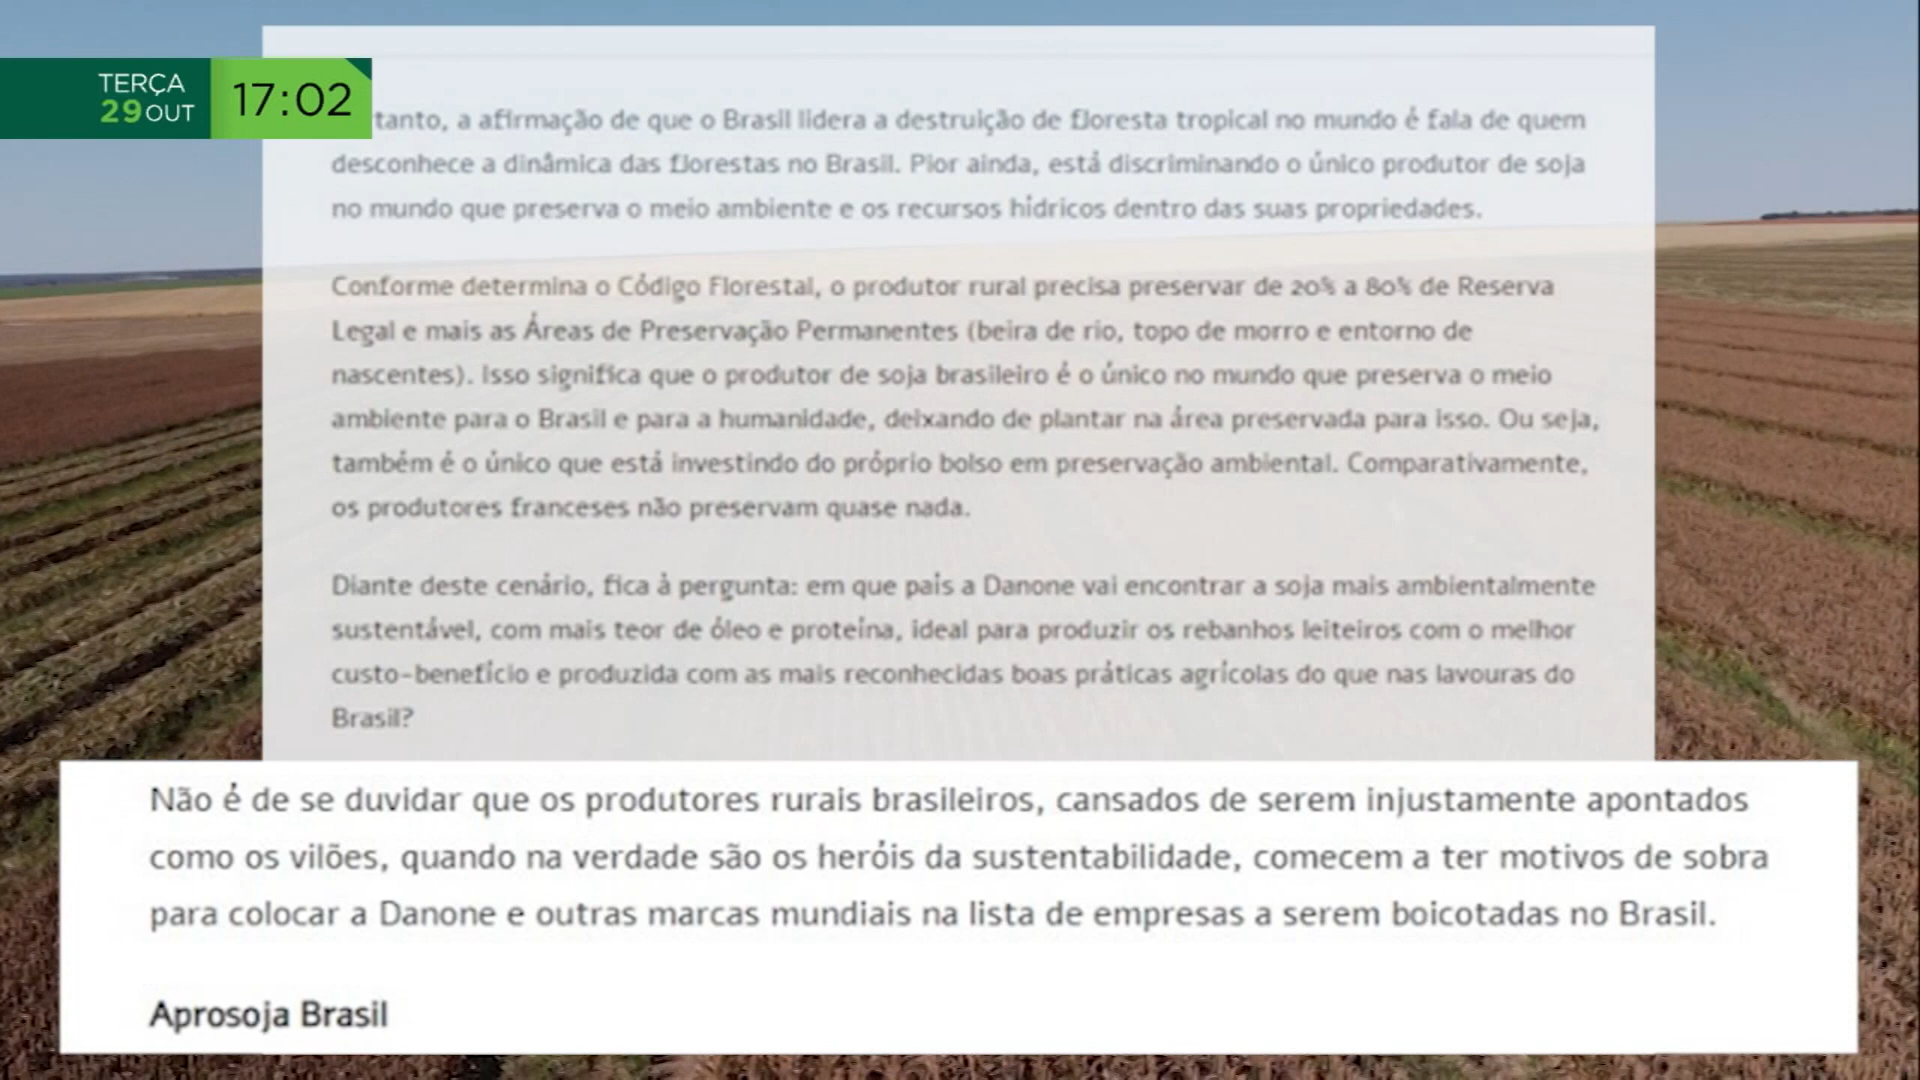 TERÇA
29 OUT
17:02
tanto, a afirmação de que o Brasil lidera a destruição de floresta tropical no mundo é fala de quem
desconhece a dinâmica das florestas no Brasil. Pior ainda, está discriminando o único produtor de soja
no mundo que preserva o meio ambiente e os recursos hídricos dentro das suas propriedades.
Conforme determina o Código Florestal, o produtor rural precisa preservar de 20% a 80% de Reserva
Legal e mais as Áreas de Preservação Permanentes (beira de rio, topo de morro e entorno de
nascentes). Isso significa que o produtor de soja brasileiro é o único no mundo que preserva o meio
ambiente para o Brasil e para a humanidade, deixando de plantar na área preservada para isso. Ou seja,
também é o único que está investindo do próprio bolso em preservação ambiental. Comparativamente,
os produtores franceses não preservam quase nada.
Diante deste cenário, fica à pergunta: em que país a Danone vai encontrar a soja mais ambientalmente
sustentável, com mais teor de óleo e proteína, ideal para produzir os rebanhos leiteiros com o melhor
custo-benefício e produzida com as mais reconhecidas boas práticas agrícolas do que nas lavouras do
Brasil?
Não é de se duvidar que os produtores rurais brasileiros, cansados de serem injustamente apontados
como os vilões, quando na verdade são os heróis da sustentabilidade, comecem a ter motivos de sobra
para colocar a Danone e outras marcas mundiais na lista de empresas a serem boicotadas no Brasil.
Aprosoja Brasil